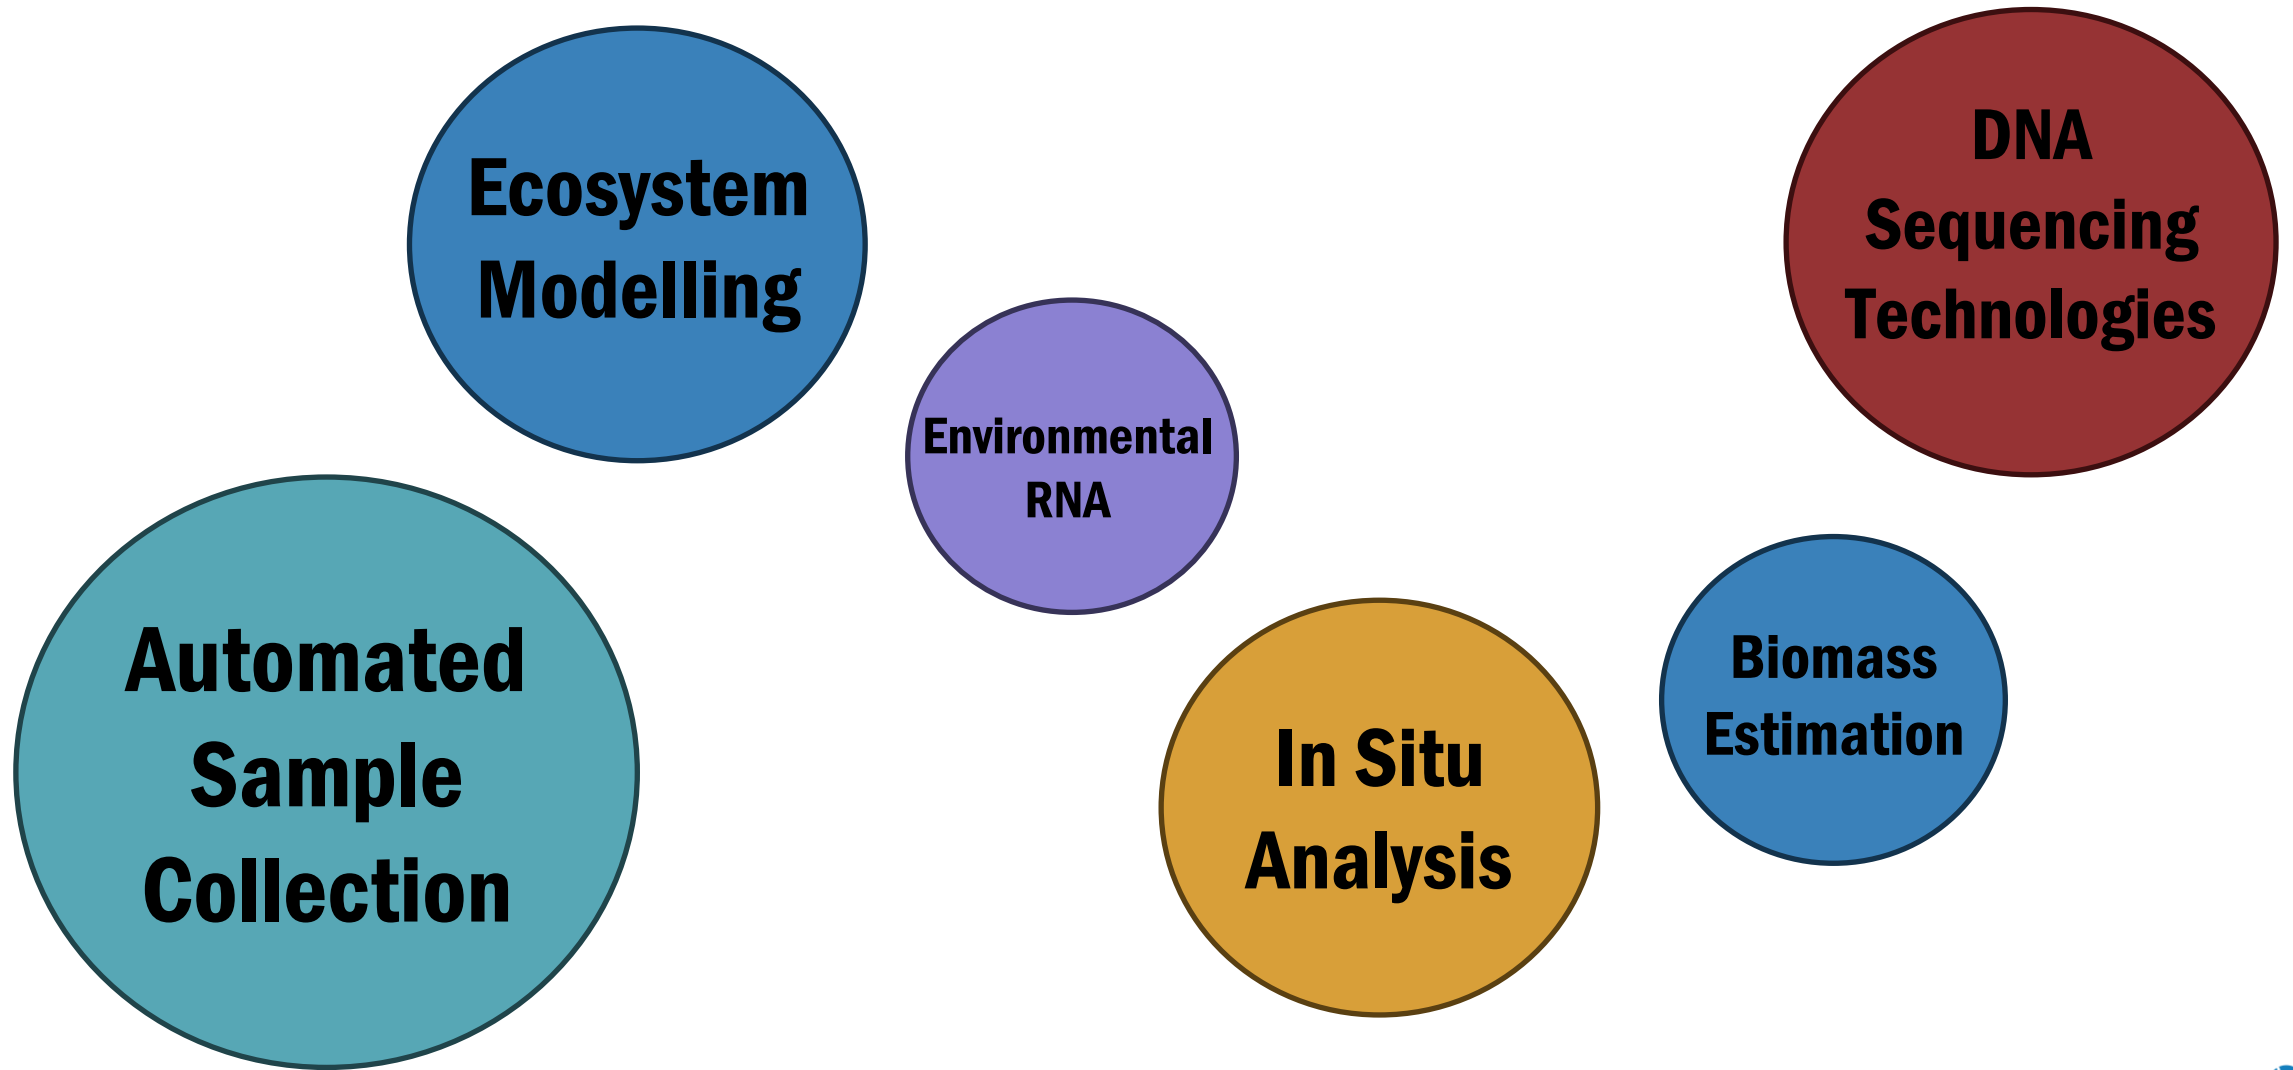 Ecosystem
Modelling
DNA
Sequencing
Technologies
Environmental
RNA
Automated
Sample
Collection
In Situ
Analysis
Biomass
Estimation